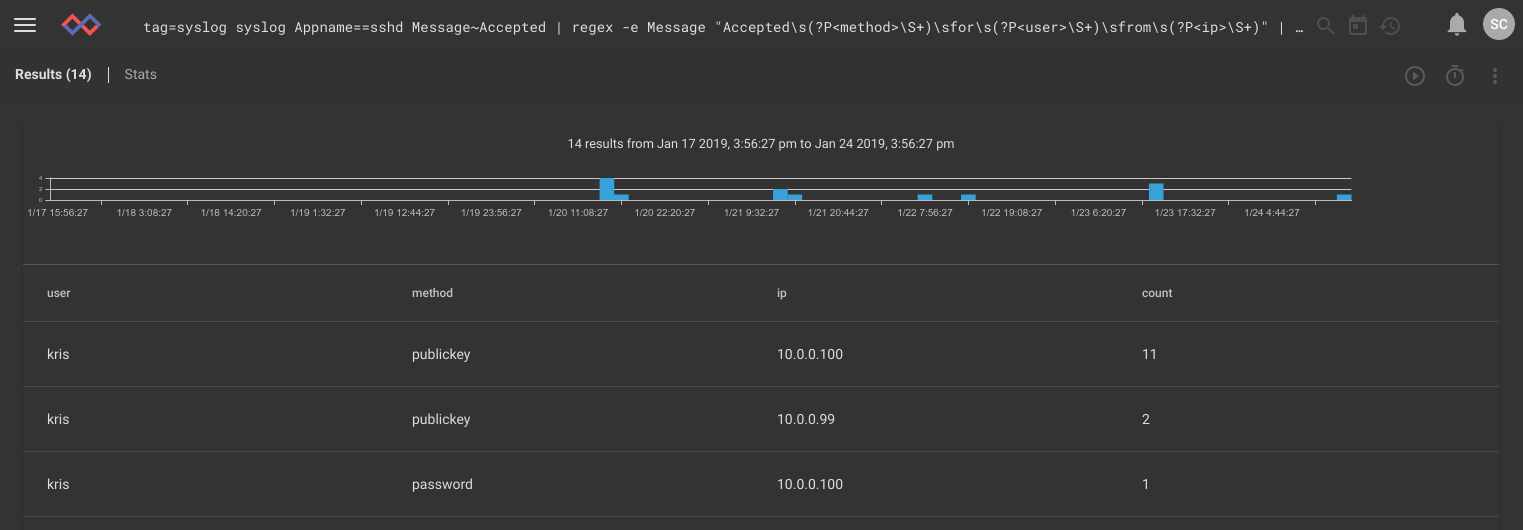 tag=syslog syslog Appname==sshd Message~Accepted | regex -e Message "Accepted\s(?P<method>\S+)\sfor\s(?P<user>\S+)\sfrom\s(?P<ip>\S+)" | …
SC
Results (14) | Stats
14 results from Jan 17 2019, 3:56:27 pm to Jan 24 2019, 3:56:27 pm
4
2
0
1/17 15:56:27 1/18 3:08:27 1/18 14:20:27 1/19 1:32:27 1/19 12:44:27 1/19 23:56:27 1/20 11:08:27 1/20 22:20:27 1/21 9:32:27 1/21 20:44:27 1/22 7:56:27 1/22 19:08:27 1/23 6:20:27 1/23 17:32:27 1/24 4:44:27
user method ip count
kris publickey 10.0.0.100 11
kris publickey 10.0.0.99 2
kris password 10.0.0.100 1